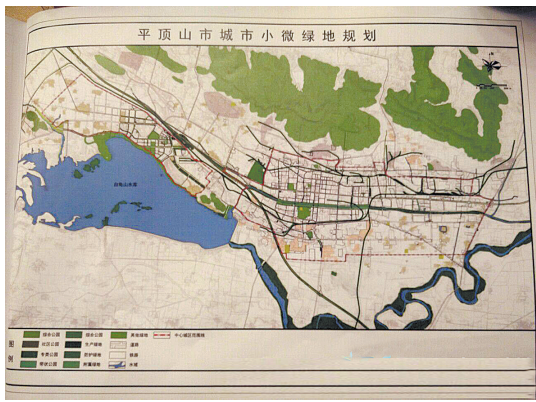 平顶山市城市小微绿地规划
白龟山水库
图例
综合公园 综合公园 其他绿地 中心城区范围线
社区公园 生产绿地 道路
专类公园 防护绿地 铁路
带状公园 附属绿地 水域